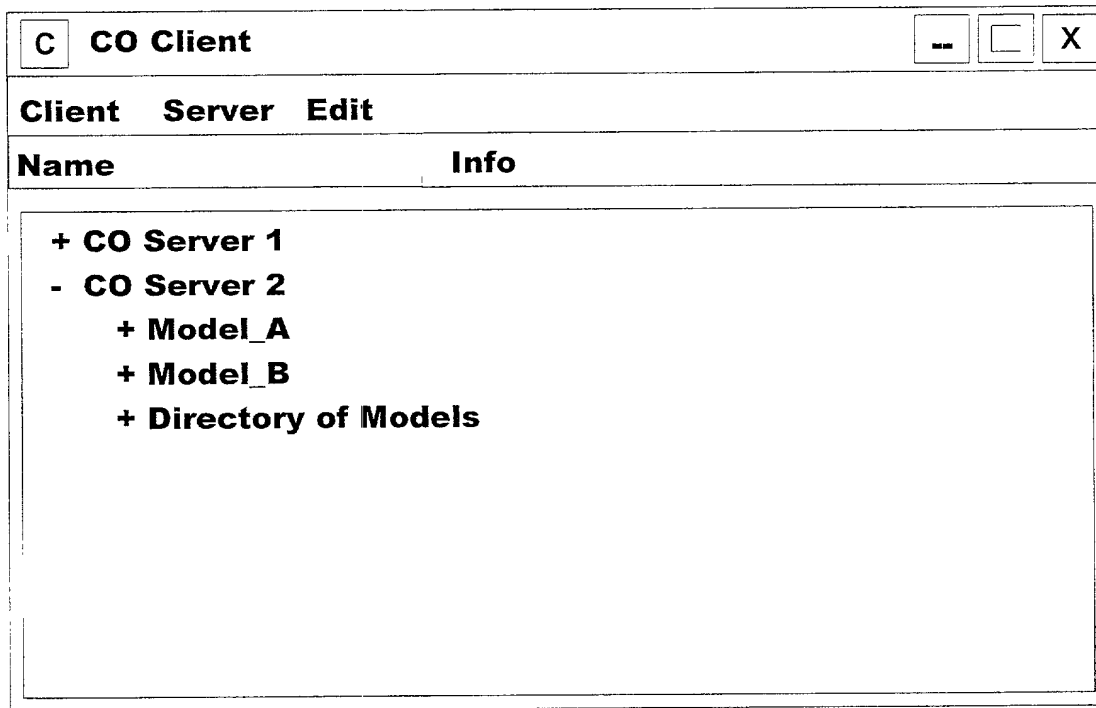 C CO Client -- X
Client Server Edit
Name Info
+ CO Server 1
- CO Server 2
+ Model_A
+ Model_B
+ Directory of Models